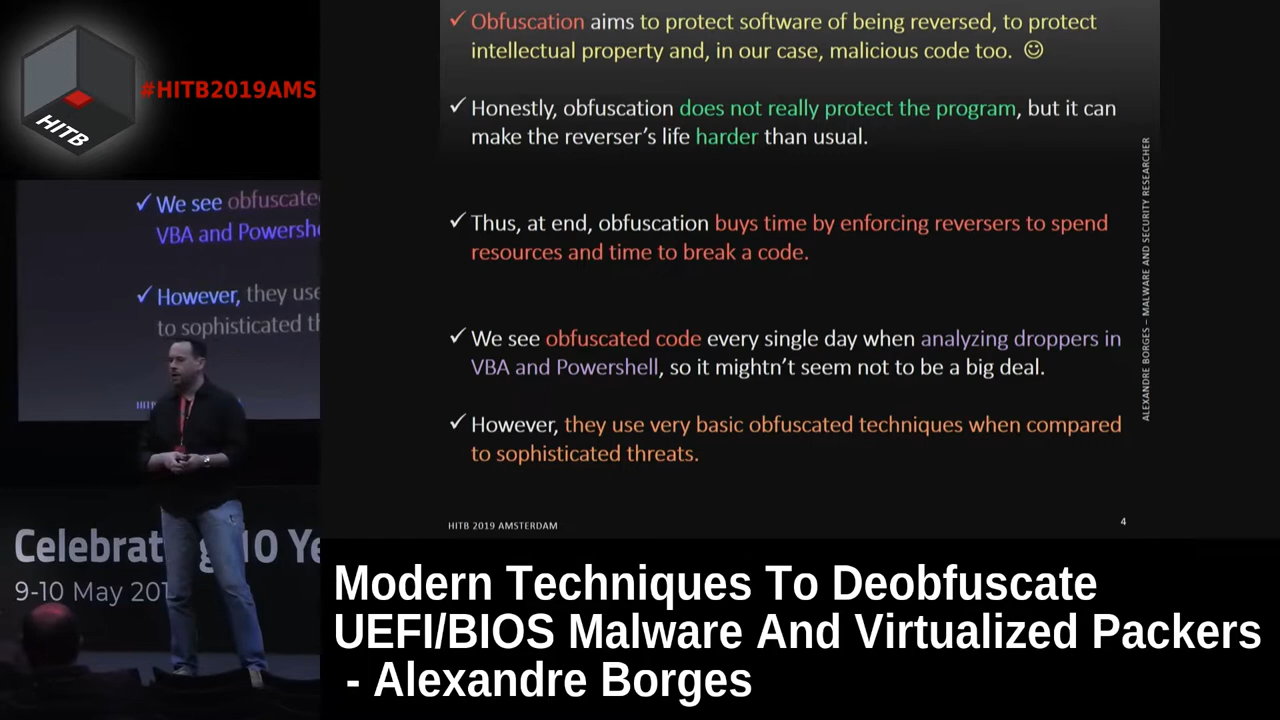 #HITB2019AMS
HITB
✓ We see obfuscate
VBA and Powershe
✓ However, they use
to sophisticated th
Celebrat g 10 Ye
9-10 May 201
✓ Obfuscation aims to protect software of being reversed, to protect
intellectual property and, in our case, malicious code too. ☺
✓ Honestly, obfuscation does not really protect the program, but it can
make the reverser’s life harder than usual.
✓ Thus, at end, obfuscation buys time by enforcing reversers to spend
resources and time to break a code.
✓ We see obfuscated code every single day when analyzing droppers in
VBA and Powershell, so it mightn’t seem not to be a big deal.
✓ However, they use very basic obfuscated techniques when compared
to sophisticated threats.
HITB 2019 AMSTERDAM
4
ALEXANDRE BORGES – MALWARE AND SECURITY RESEARCHER
Modern Techniques To Deobfuscate
UEFI/BIOS Malware And Virtualized Packers
- Alexandre Borges